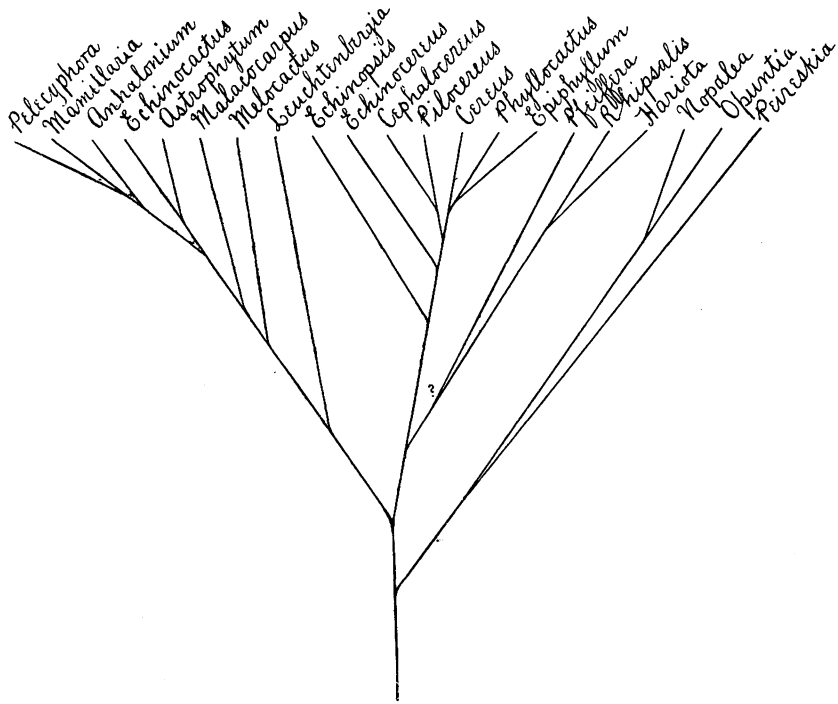 Pelecyphora
Mamillaria
Anhalonium
Echinocactus
Astrophytum
Malacocarpus
Melocactus
Leuchtenbergia
Echinopsis
Echinocereus
Cephalocereus
Pilocereus
Cereus
Phyllocactus
Epiphyllum
Pfeiffera
Rhipsalis
Hariota
Nopalea
Opuntia
Peireskia
?